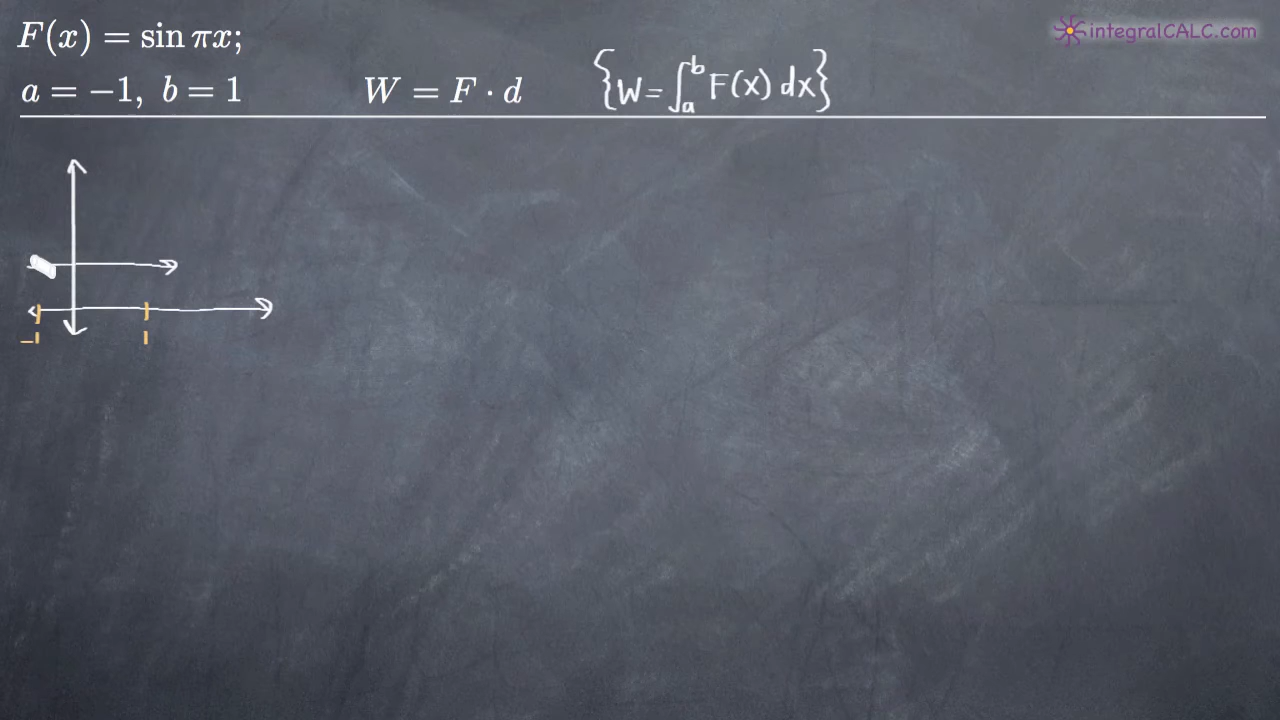 F(x) = sin πx;
integralCALC.com
a = −1, b = 1
W = F · d
{W = ∫_a^b F(x) dx}
−1
1